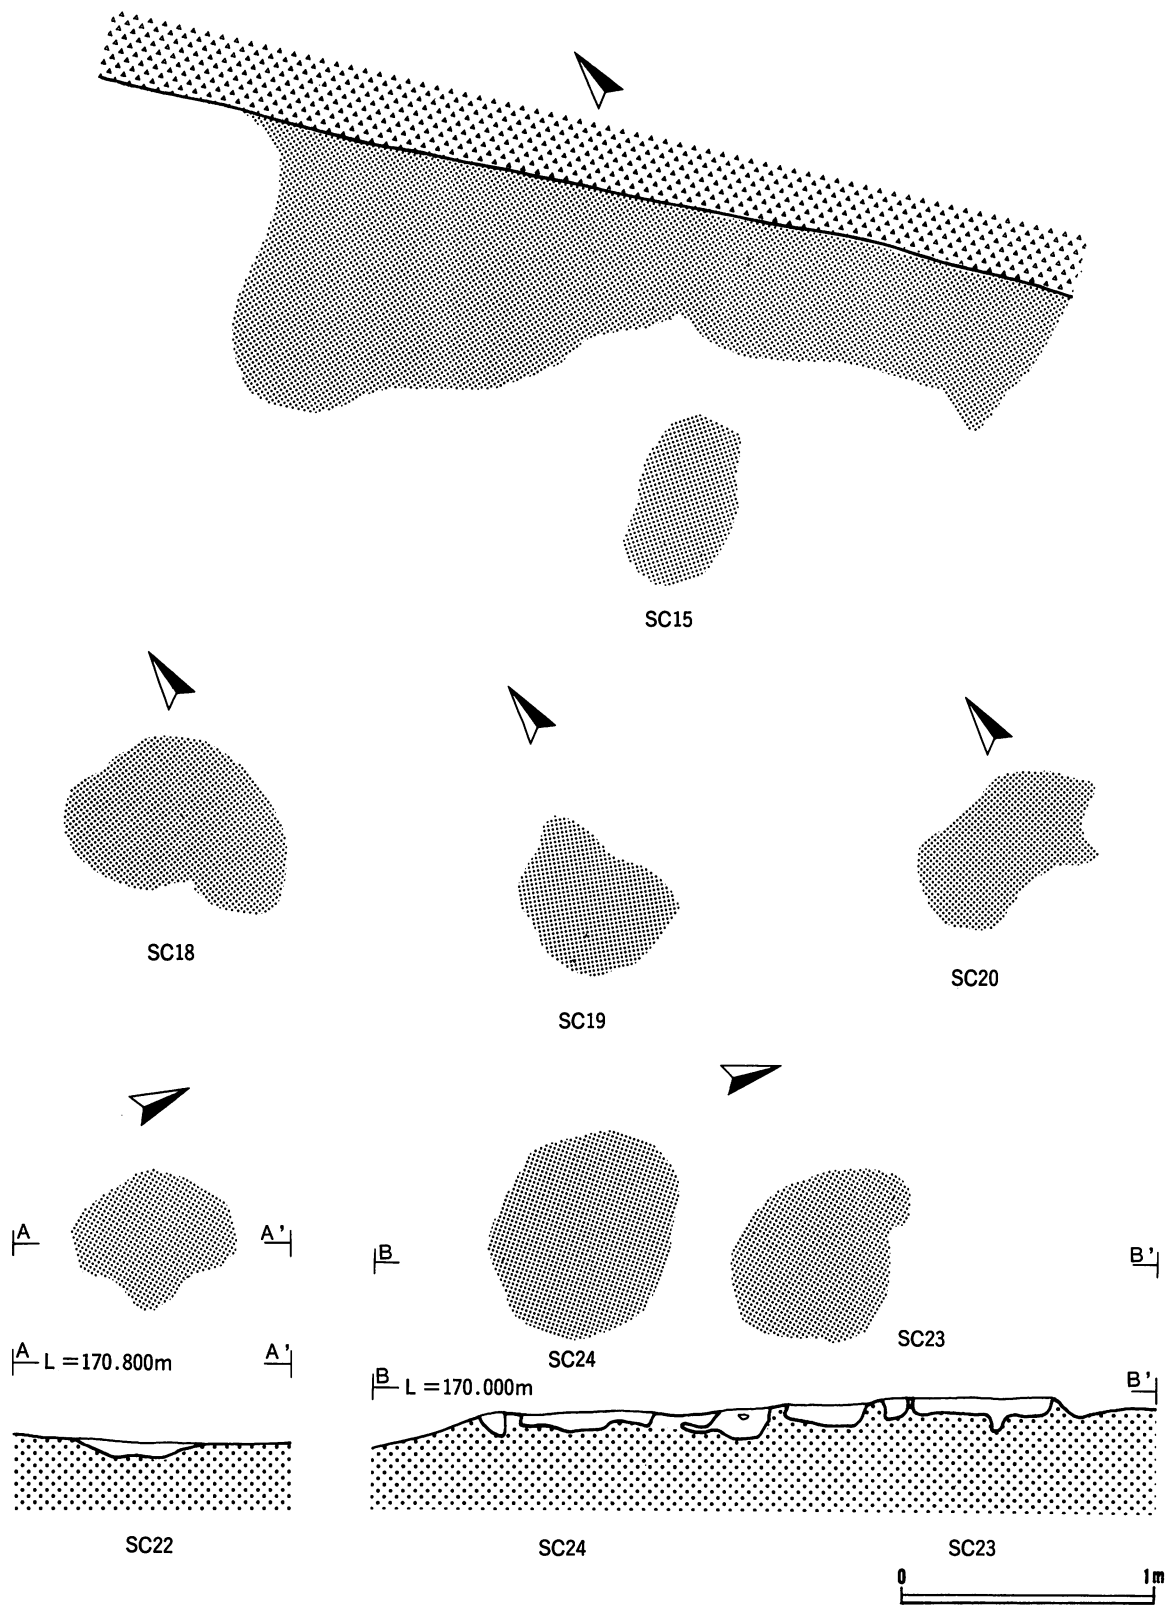 SC15
SC18
SC19
SC20
A A'
B B'
SC24
SC23
A L=170.800m A'
B L=170.000m B'
SC22
SC24
SC23
0 1m